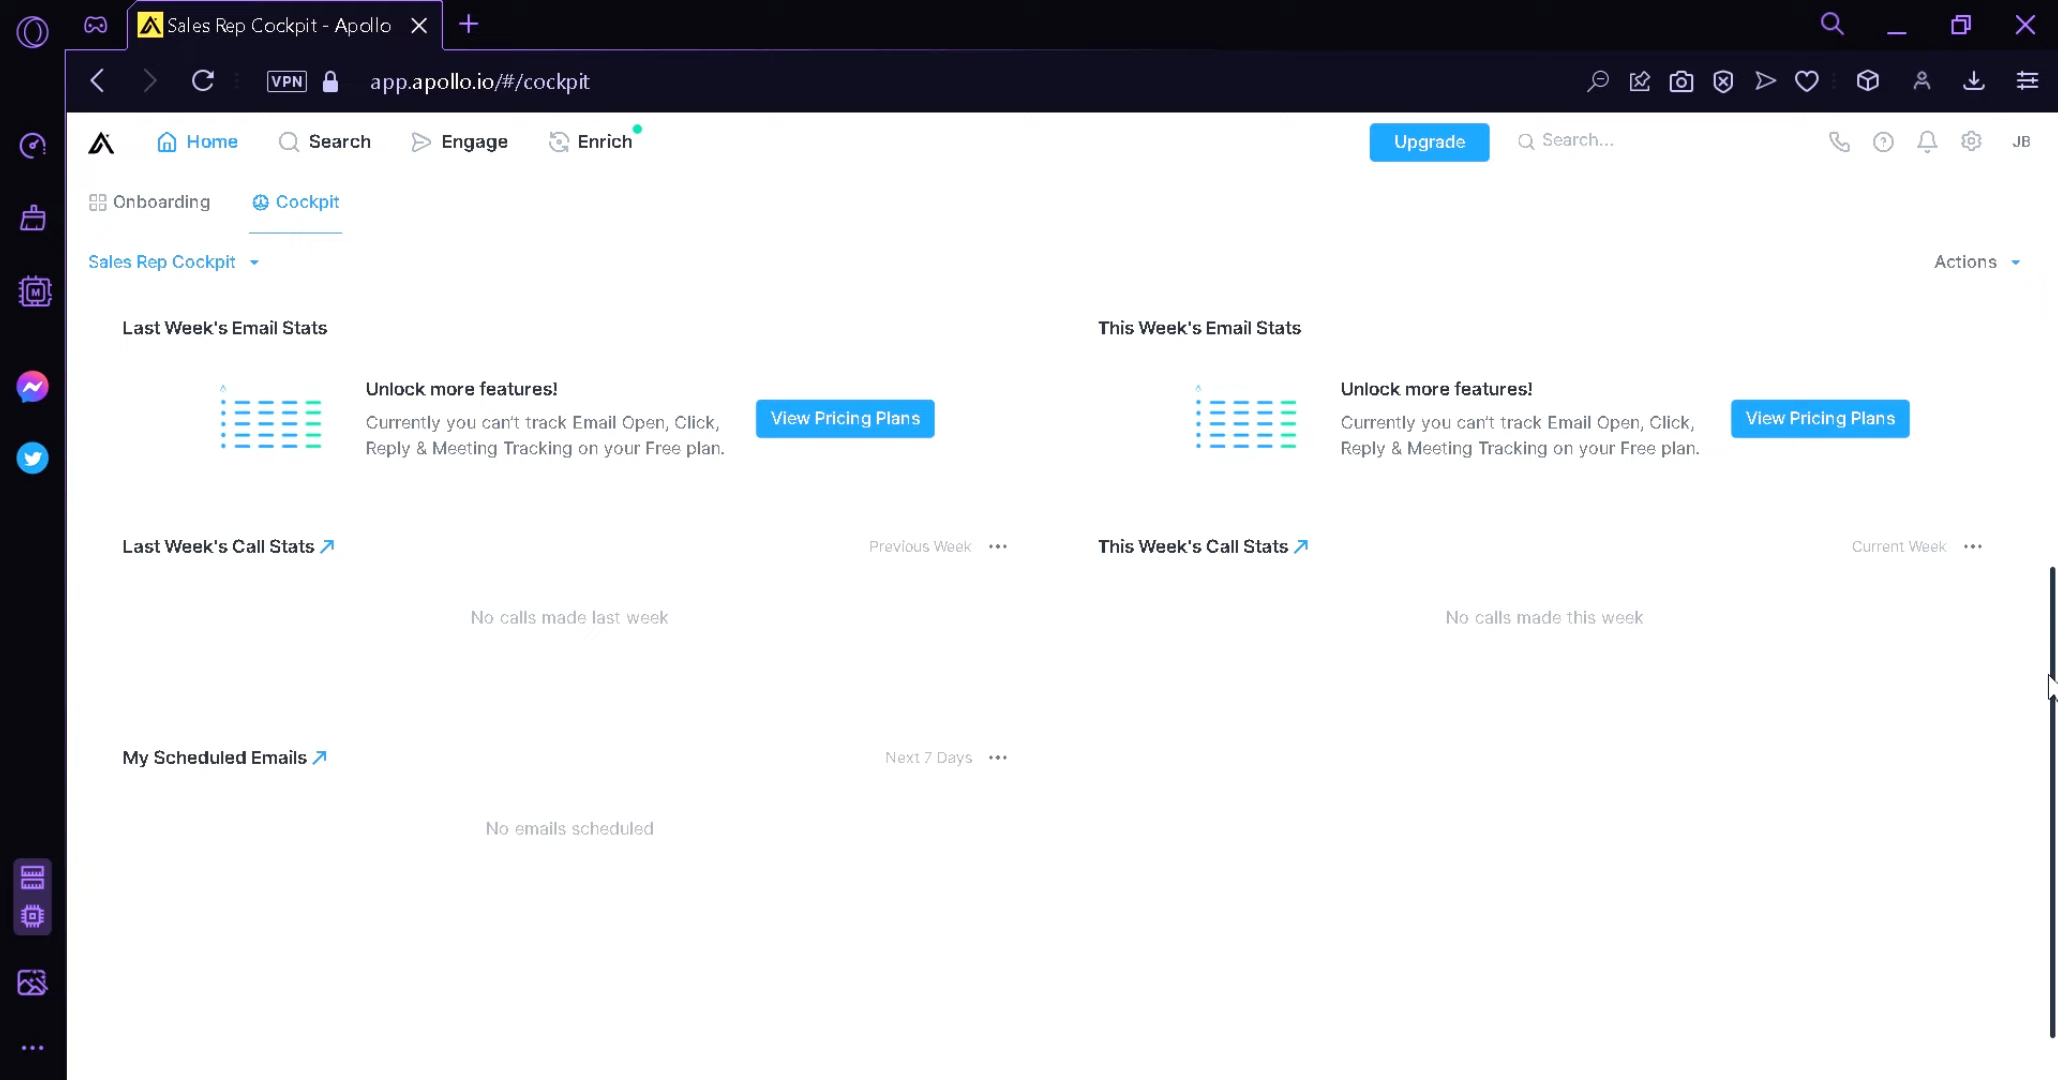 Sales Rep Cockpit - Apollo
VPN
app.apollo.io/#/cockpit
Home
Search
Engage
Enrich
Upgrade
Search...
JB
Onboarding
Cockpit
Sales Rep Cockpit
Actions
Last Week's Email Stats
Unlock more features!
Currently you can't track Email Open, Click,
Reply & Meeting Tracking on your Free plan.
View Pricing Plans
This Week's Email Stats
Unlock more features!
Currently you can't track Email Open, Click,
Reply & Meeting Tracking on your Free plan.
View Pricing Plans
Last Week's Call Stats
Previous Week
No calls made last week
This Week's Call Stats
Current Week
No calls made this week
My Scheduled Emails
Next 7 Days
No emails scheduled
M